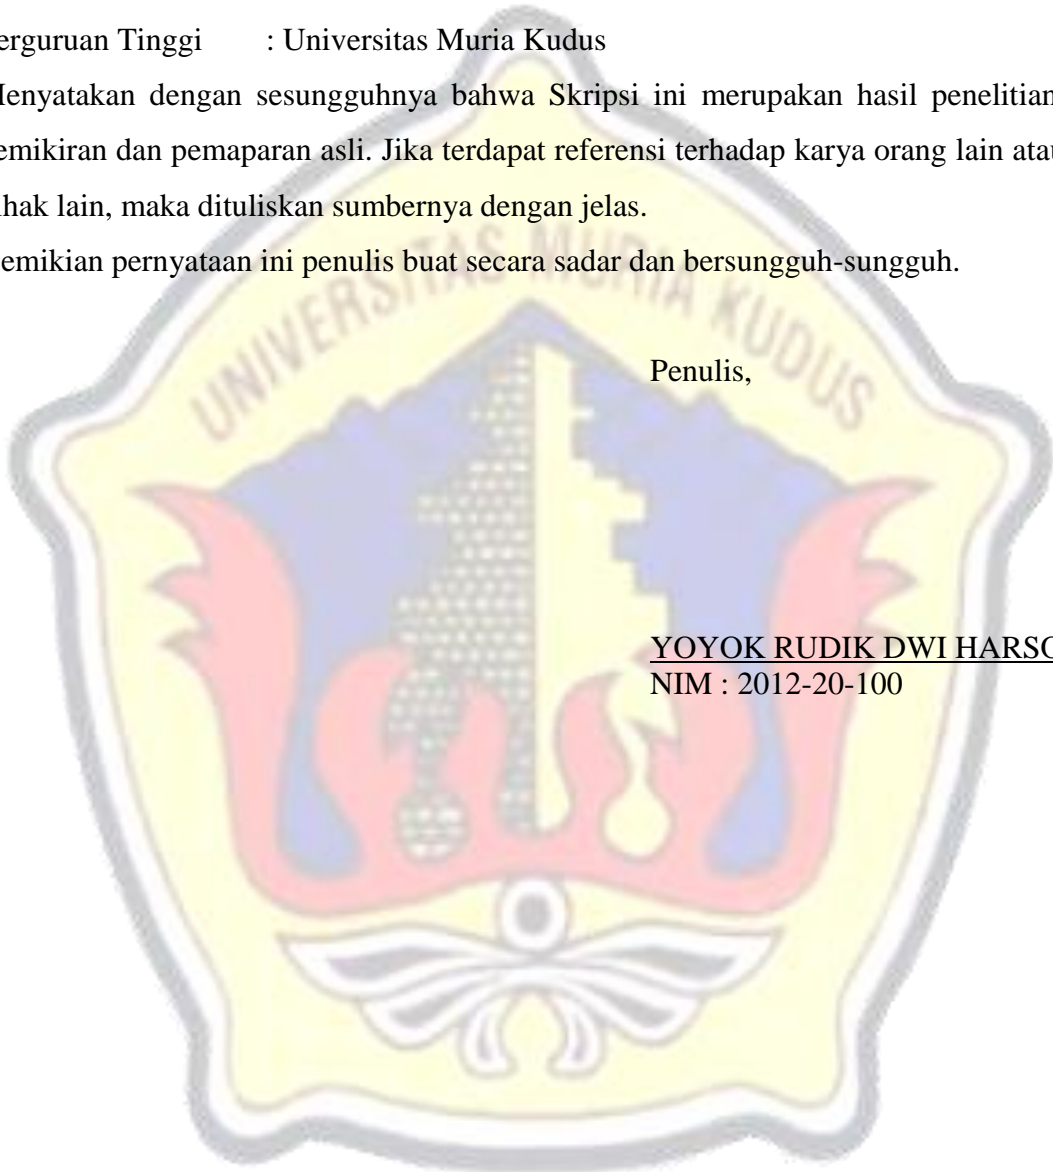 erguruan Tinggi : Universitas Muria Kudus
enyatakan dengan sesungguhnya bahwa Skripsi ini merupakan hasil penelitian
emikiran dan pemaparan asli. Jika terdapat referensi terhadap karya orang lain atau
ihak lain, maka dituliskan sumbernya dengan jelas.
emikian pernyataan ini penulis buat secara sadar dan bersungguh-sungguh.
UNIVERSITAS MURIA KUDUS
Penulis,
YOYOK RUDIK DWI HARSO
NIM : 2012-20-100